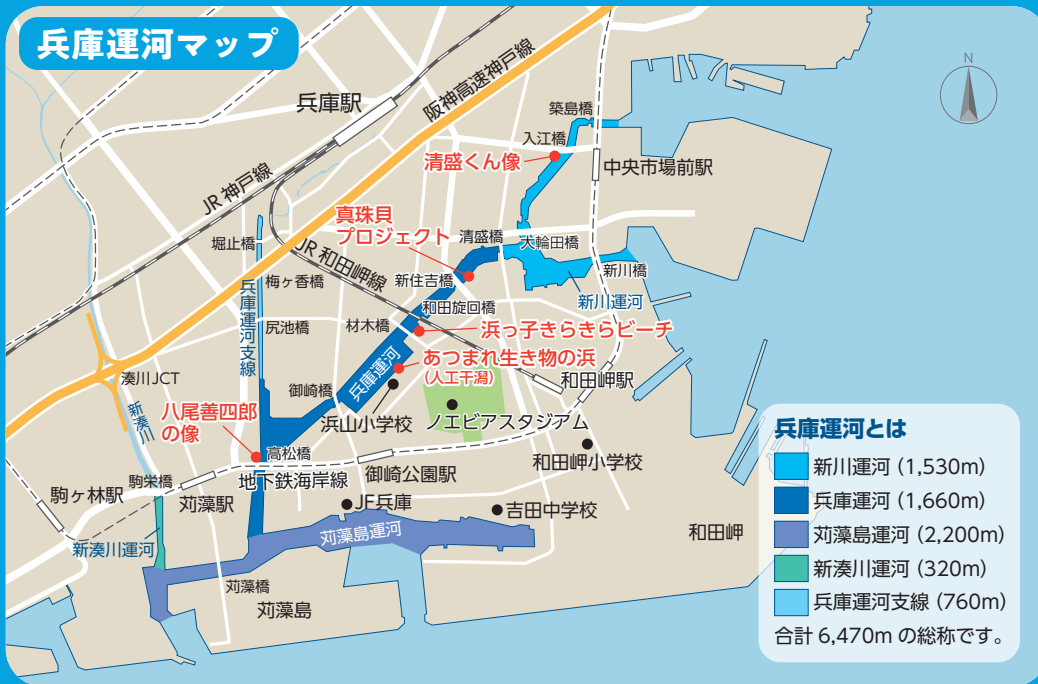 兵庫運河マップ
N
兵庫駅
阪神高速神戸線
築島橋
入江橋
清盛くん像
中央市場前駅
JR 神戸線
真珠貝
プロジェクト
清盛橋
大輪田橋
堀止橋
JR 和田岬線
新川橋
梅ヶ香橋
新住吉橋
新川運河
兵庫運河支線
和田旋回橋
尻池橋
材木橋
浜っ子きらきらビーチ
兵庫運河
あつまれ生き物の浜
(人工干潟)
湊川JCT
和田岬駅
御崎橋
新湊川
八尾善四郎
の像
浜山小学校
ノエビアスタジアム
高松橋
和田岬小学校
駒栄橋
地下鉄海岸線
御崎公園駅
駒ヶ林駅
苅藻駅
JF兵庫
吉田中学校
和田岬
苅藻島運河
新湊川運河
苅藻橋
苅藻島
兵庫運河とは
新川運河 (1,530m)
兵庫運河 (1,660m)
苅藻島運河 (2,200m)
新湊川運河 (320m)
兵庫運河支線 (760m)
合計 6,470m の総称です。